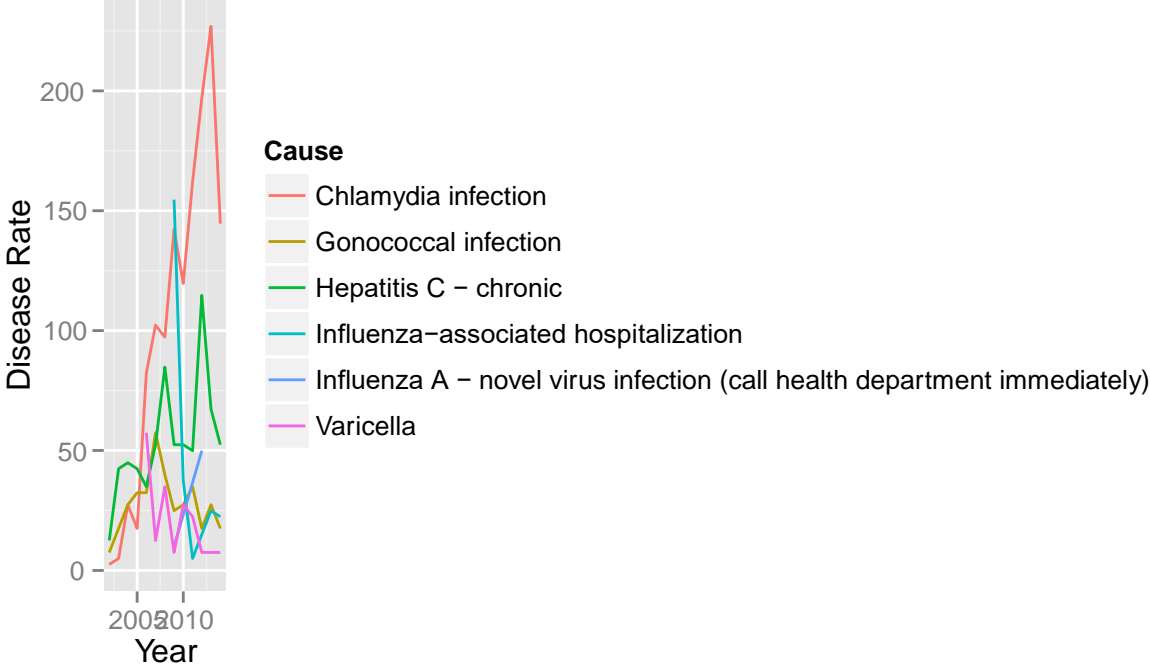 Disease Rate
200
150
100
50
0
2005 2010
Year
Cause
Chlamydia infection
Gonococcal infection
Hepatitis C − chronic
Influenza−associated hospitalization
Influenza A − novel virus infection (call health department immediately)
Varicella